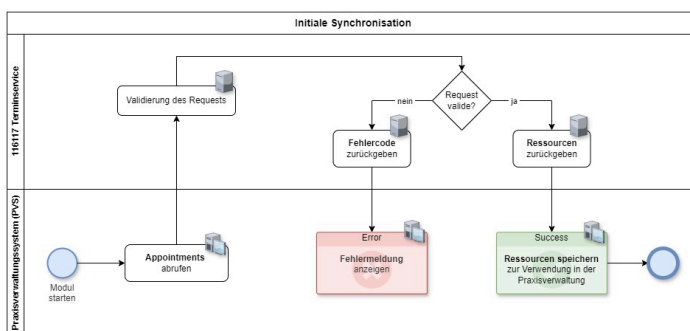 Initiale Synchronisation
116117 Terminservice
Validierung des Requests
Request
valide?
nein
ja
Fehlercode
zurückgeben
Ressourcen
zurückgeben
Praxisverwaltungssystem (PVS)
Modul
starten
Appointments
abrufen
Error
Fehlermeldung
anzeigen
Success
Ressourcen speichern
zur Verwendung in der
Praxisverwaltung